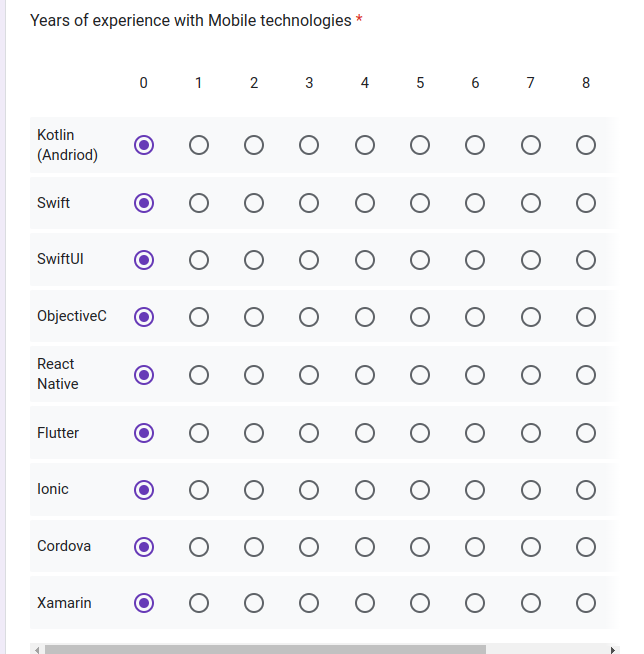 Years of experience with Mobile technologies *
0 1 2 3 4 5 6 7 8
Kotlin
(Andriod)
Swift
SwiftUI
ObjectiveC
React
Native
Flutter
Ionic
Cordova
Xamarin